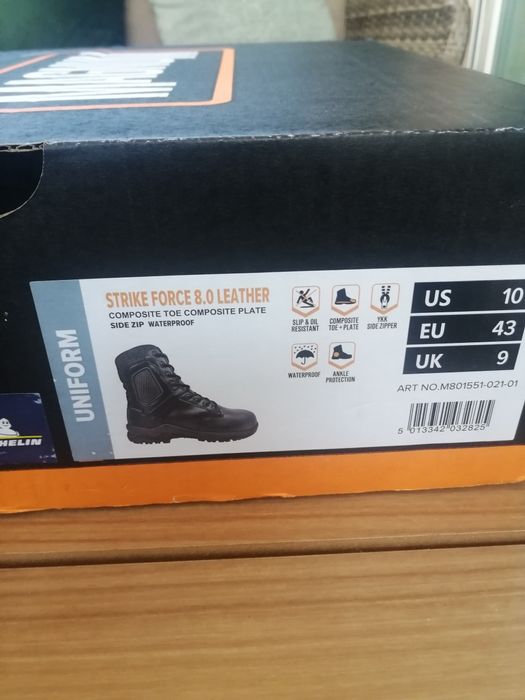 MAGNUM
UNIFORM
STRIKE FORCE 8.0 LEATHER
COMPOSITE TOE COMPOSITE PLATE
SIDE ZIP WATERPROOF
SLIP & OIL
RESISTANT
COMPOSITE
TOE + PLATE
YKK
SIDE ZIPPER
WATERPROOF
ANKLE
PROTECTION
US 10
EU 43
UK 9
ART NO.M801551-021-01
5 013342 032825
HELIN